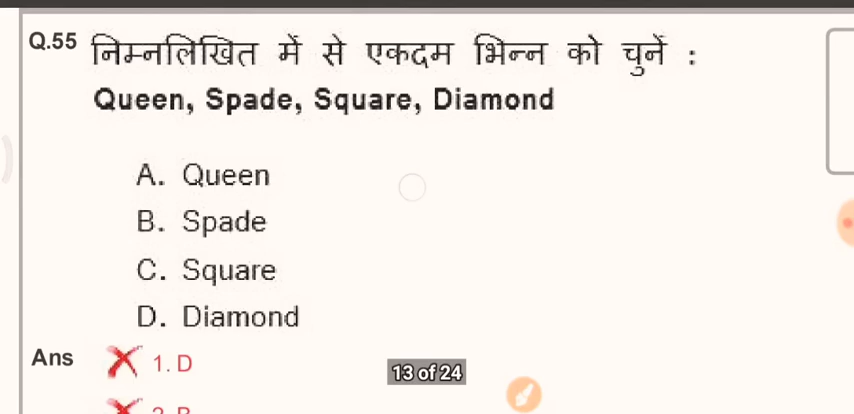 Q.55 निम्नलिखित में से एकदम भिन्न को चुनें :
Queen, Spade, Square, Diamond
A. Queen
B. Spade
C. Square
D. Diamond
Ans 1. D
13 of 24